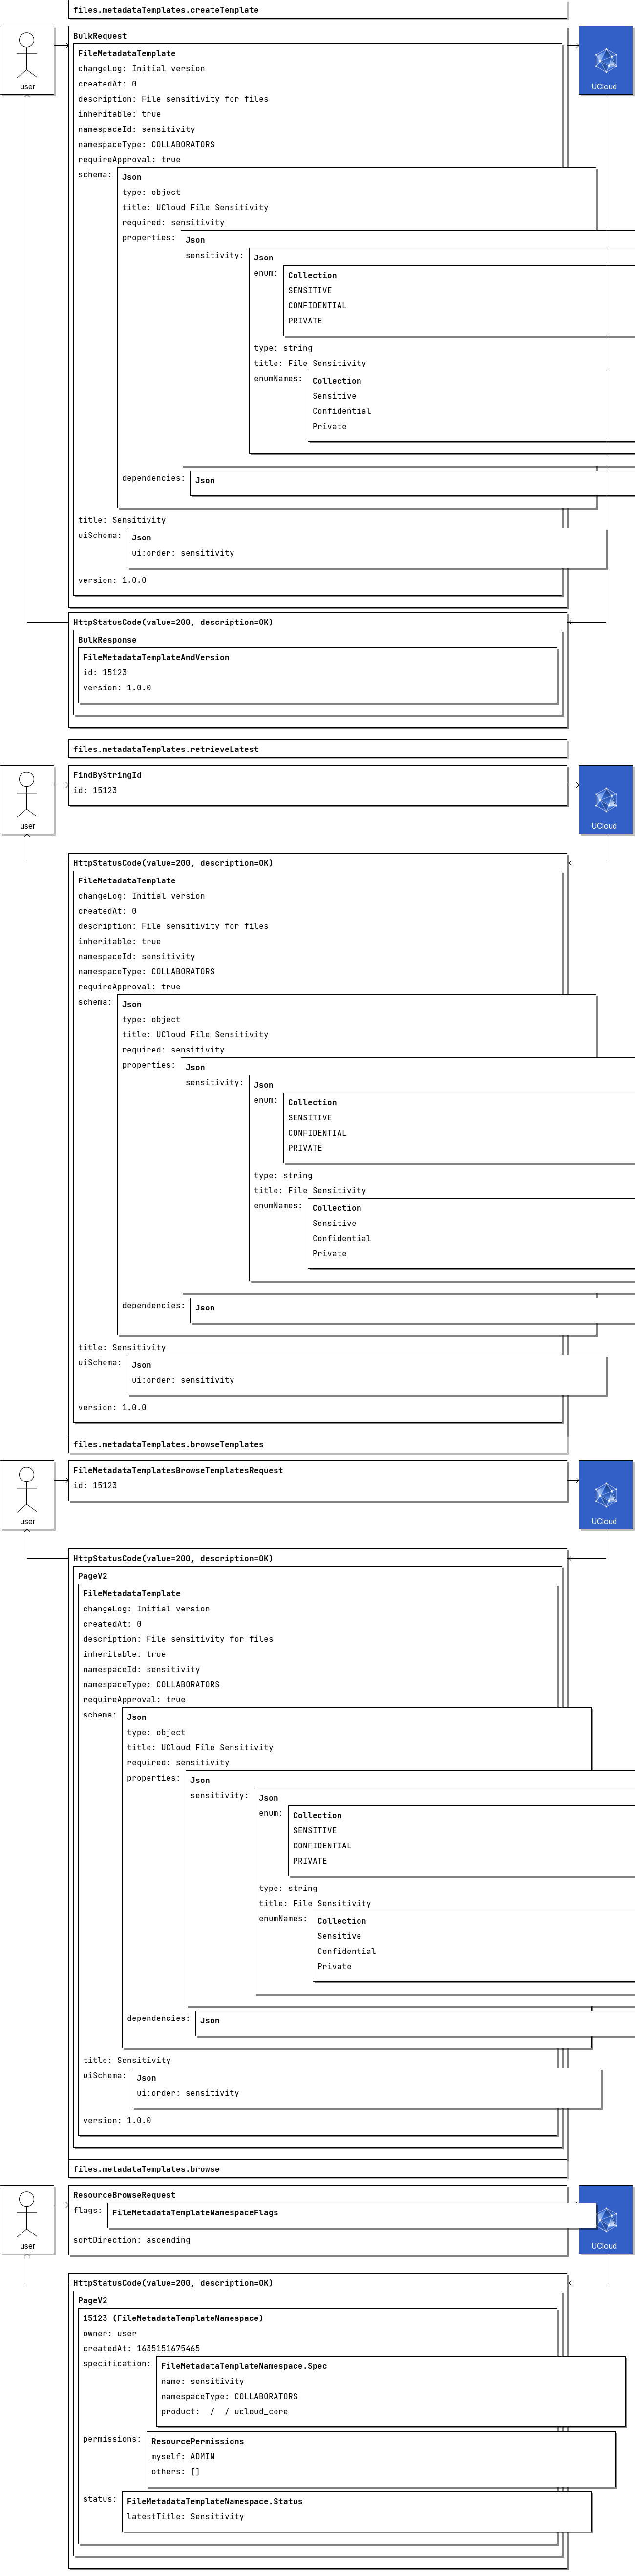 files.metadataTemplates.createTemplate
BulkRequest
FileMetadataTemplate
changeLog: Initial version
createdAt: 0
description: File sensitivity for files
inheritable: true
namespaceId: sensitivity
namespaceType: COLLABORATORS
requireApproval: true
schema:
Json
type: object
title: UCloud File Sensitivity
required: sensitivity
properties:
Json
sensitivity:
Json
enum:
Collection
SENSITIVE
CONFIDENTIAL
PRIVATE
type: string
title: File Sensitivity
enumNames:
Collection
Sensitive
Confidential
Private
dependencies:
Json
title: Sensitivity
uiSchema:
Json
ui:order: sensitivity
version: 1.0.0
user
UCloud
HttpStatusCode(value=200, description=OK)
BulkResponse
FileMetadataTemplateAndVersion
id: 15123
version: 1.0.0
files.metadataTemplates.retrieveLatest
FindByStringId
id: 15123
user
UCloud
HttpStatusCode(value=200, description=OK)
FileMetadataTemplate
changeLog: Initial version
createdAt: 0
description: File sensitivity for files
inheritable: true
namespaceId: sensitivity
namespaceType: COLLABORATORS
requireApproval: true
schema:
Json
type: object
title: UCloud File Sensitivity
required: sensitivity
properties:
Json
sensitivity:
Json
enum:
Collection
SENSITIVE
CONFIDENTIAL
PRIVATE
type: string
title: File Sensitivity
enumNames:
Collection
Sensitive
Confidential
Private
dependencies:
Json
title: Sensitivity
uiSchema:
Json
ui:order: sensitivity
version: 1.0.0
files.metadataTemplates.browseTemplates
FileMetadataTemplatesBrowseTemplatesRequest
id: 15123
user
UCloud
HttpStatusCode(value=200, description=OK)
PageV2
FileMetadataTemplate
changeLog: Initial version
createdAt: 0
description: File sensitivity for files
inheritable: true
namespaceId: sensitivity
namespaceType: COLLABORATORS
requireApproval: true
schema:
Json
type: object
title: UCloud File Sensitivity
required: sensitivity
properties:
Json
sensitivity:
Json
enum:
Collection
SENSITIVE
CONFIDENTIAL
PRIVATE
type: string
title: File Sensitivity
enumNames:
Collection
Sensitive
Confidential
Private
dependencies:
Json
title: Sensitivity
uiSchema:
Json
ui:order: sensitivity
version: 1.0.0
files.metadataTemplates.browse
ResourceBrowseRequest
flags:
FileMetadataTemplateNamespaceFlags
sortDirection: ascending
user
UCloud
HttpStatusCode(value=200, description=OK)
PageV2
15123 (FileMetadataTemplateNamespace)
owner: user
createdAt: 1635151675465
specification:
FileMetadataTemplateNamespace.Spec
name: sensitivity
namespaceType: COLLABORATORS
product:  /  / ucloud_core
permissions:
ResourcePermissions
myself: ADMIN
others: []
status:
FileMetadataTemplateNamespace.Status
latestTitle: Sensitivity